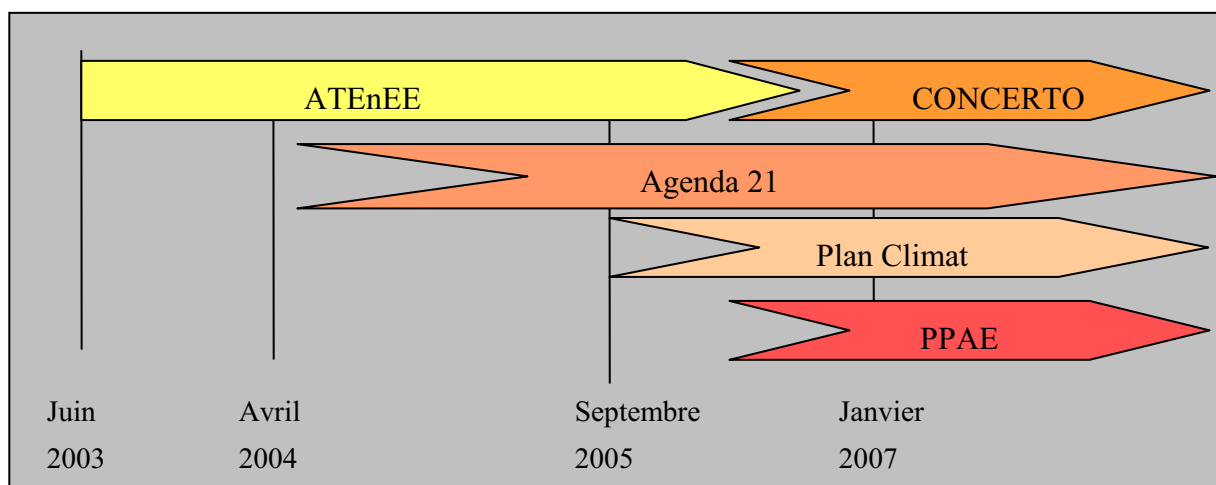 ATEnEE
CONCERTO
Agenda 21
Plan Climat
PPAE
Juin
2003
Avril
2004
Septembre
2005
Janvier
2007